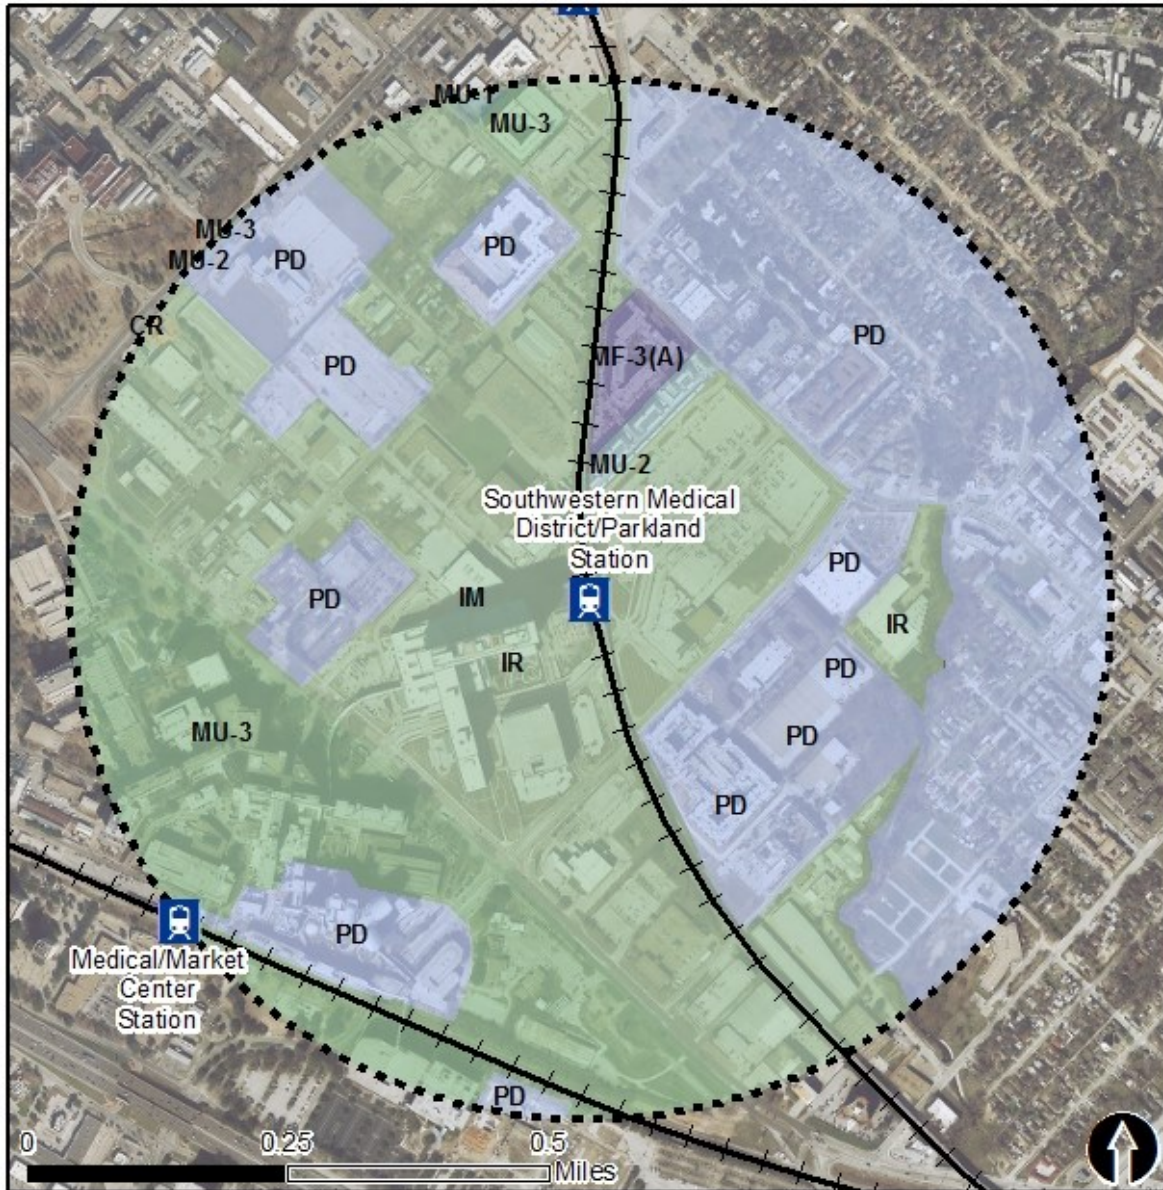 MU-1
MU-3
MU-3
PD
PD
MU-2
CR
PD
MF-3(A)
PD
MU-2
Southwestern Medical
District/Parkland
Station
PD
PD
IM
IR
IR
PD
MU-3
PD
PD
PD
Medical/Market
Center
Station
PD
0
0.25
0.5
Miles